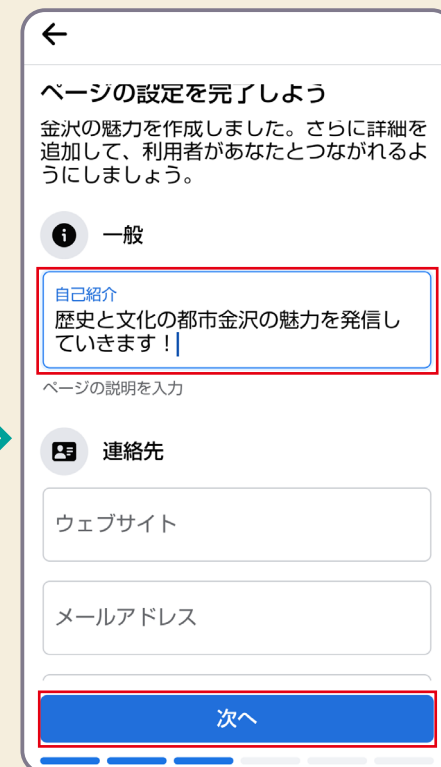 ページの設定を完了しよう
金沢の魅力を作成しました。さらに詳細を
追加して、利用者があなたとつながれるよ
うにしましょう。
一般
自己紹介
歴史と文化の都市金沢の魅力を発信し
ていきます！
ページの説明を入力
連絡先
ウェブサイト
メールアドレス
次へ